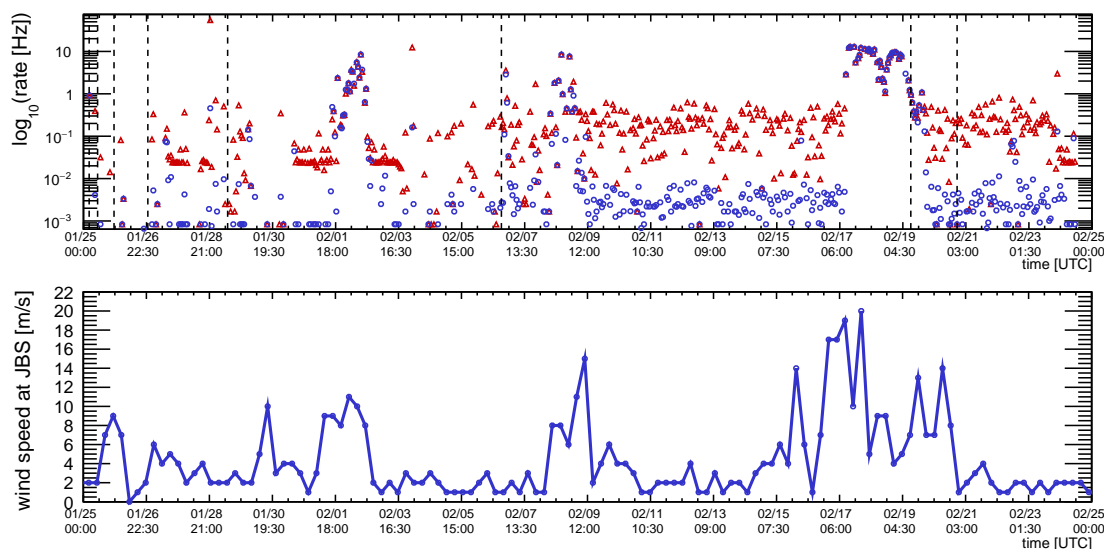 log₁₀(rate [Hz])
10
1
10⁻¹
10⁻²
10⁻³
01/25 01/26 01/28 01/30 02/01 02/03 02/05 02/07 02/09 02/11 02/13 02/15 02/17 02/19 02/21 02/23 02/25
00:00 22:30 21:00 19:30 18:00 16:30 15:00 13:30 12:00 10:30 09:00 07:30 06:00 04:30 03:00 01:30 00:00
time [UTC]
wind speed at JBS [m/s]
22
20
18
16
14
12
10
8
6
4
2
0
01/25 01/26 01/28 01/30 02/01 02/03 02/05 02/07 02/09 02/11 02/13 02/15 02/17 02/19 02/21 02/23 02/25
00:00 22:30 21:00 19:30 18:00 16:30 15:00 13:30 12:00 10:30 09:00 07:30 06:00 04:30 03:00 01:30 00:00
time [UTC]